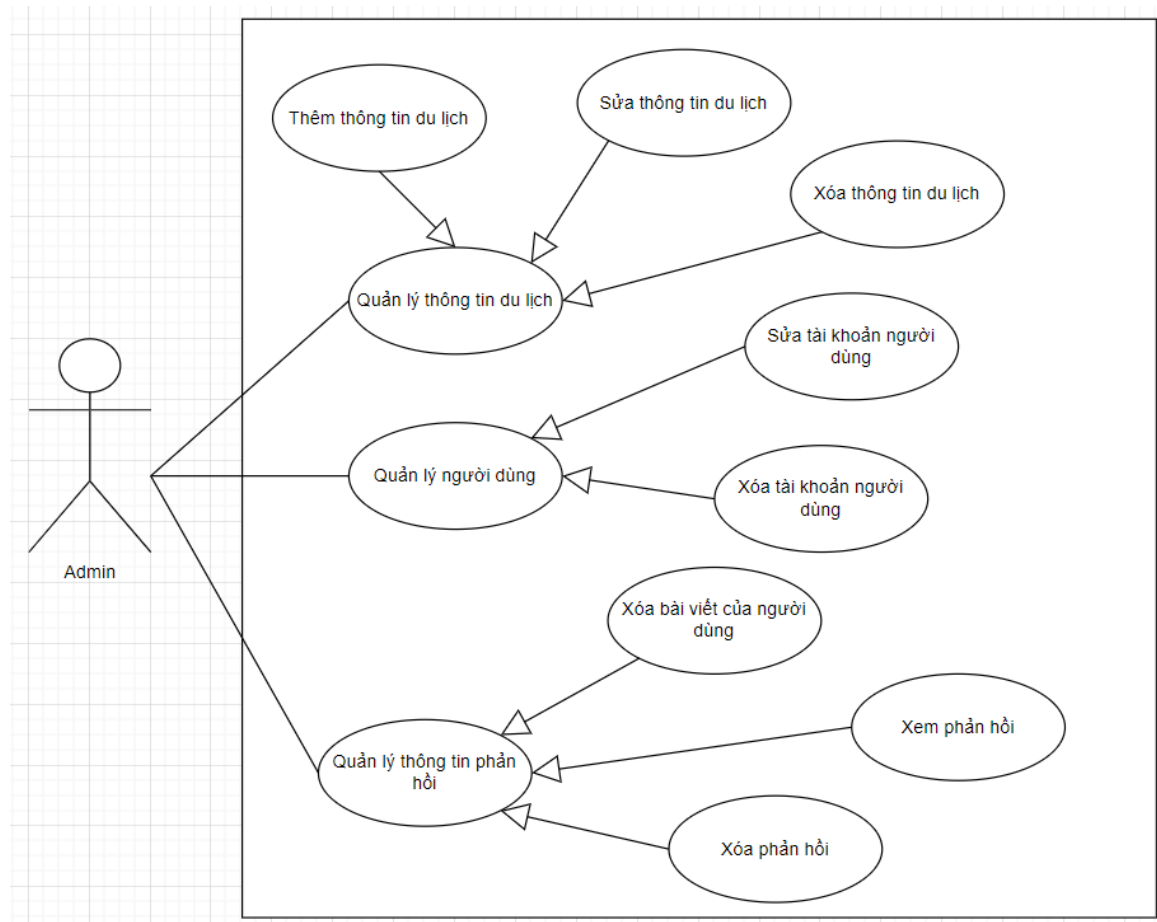 Sửa thông tin du lịch
Thêm thông tin du lịch
Xóa thông tin du lịch
Quản lý thông tin du lịch
Sửa tài khoản người
dùng
Quản lý người dùng
Xóa tài khoản người
dùng
Admin
Xóa bài viết của người
dùng
Xem phản hồi
Quản lý thông tin phản
hồi
Xóa phản hồi